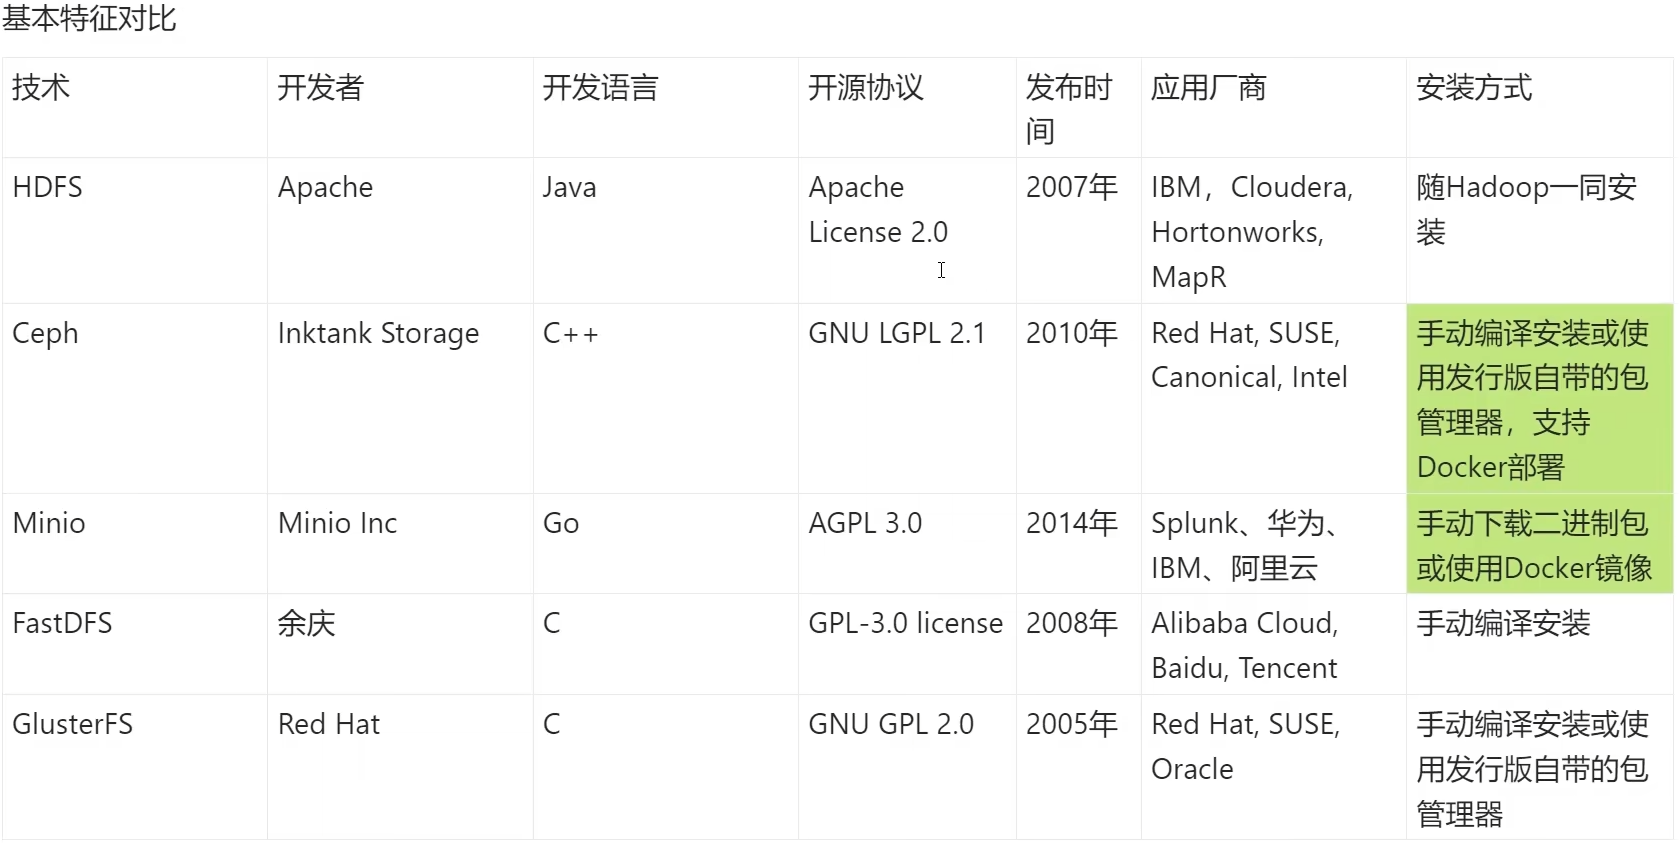 基本特征对比
技术
开发者
开发语言
开源协议
发布时
间
应用厂商
安装方式
HDFS
Apache
Java
Apache
License 2.0
2007年
IBM，Cloudera,
Hortonworks,
MapR
随Hadoop一同安
装
Ceph
Inktank Storage
C++
GNU LGPL 2.1
2010年
Red Hat, SUSE,
Canonical, Intel
手动编译安装或使
用发行版自带的包
管理器，支持
Docker部署
Minio
Minio Inc
Go
AGPL 3.0
2014年
Splunk、华为、
IBM、阿里云
手动下载二进制包
或使用Docker镜像
FastDFS
余庆
C
GPL-3.0 license
2008年
Alibaba Cloud,
Baidu, Tencent
手动编译安装
GlusterFS
Red Hat
C
GNU GPL 2.0
2005年
Red Hat, SUSE,
Oracle
手动编译安装或使
用发行版自带的包
管理器